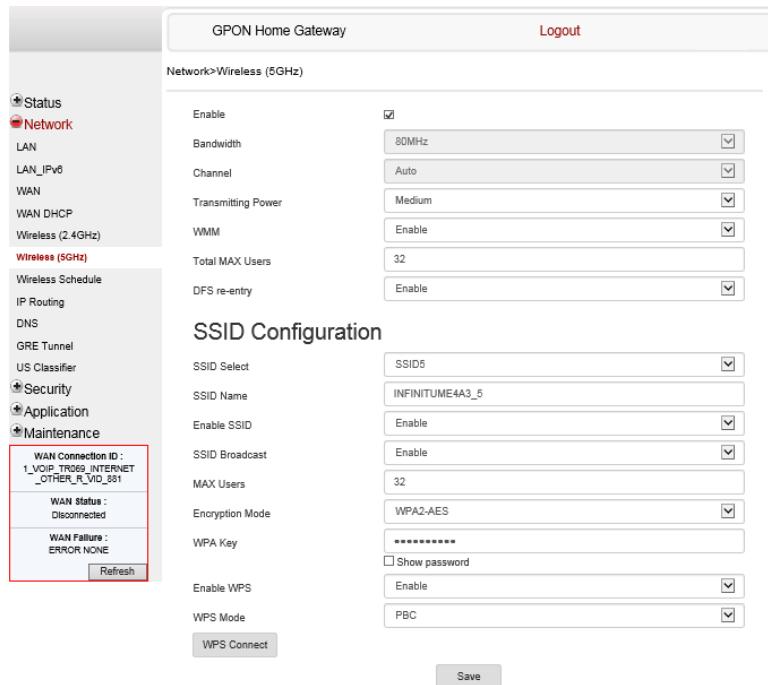 GPON Home Gateway Logout
Network>Wireless (5GHz)
Status
Network
LAN
LAN_IPv6
WAN
WAN DHCP
Wireless (2.4GHz)
Wireless (5GHz)
Wireless Schedule
IP Routing
DNS
GRE Tunnel
US Classifier
Security
Application
Maintenance
WAN Connection ID :
1_VOIP_TR069_INTERNET
_OTHER_R_VID_881
WAN Status :
Disconnected
WAN Failure :
ERROR NONE
Refresh
Enable
Bandwidth 80MHz
Channel Auto
Transmitting Power Medium
WMM Enable
Total MAX Users 32
DFS re-entry Enable
SSID Configuration
SSID Select SSID5
SSID Name INFINITUME4A3_5
Enable SSID Enable
SSID Broadcast Enable
MAX Users 32
Encryption Mode WPA2-AES
WPA Key ••••••••••
Show password
Enable WPS Enable
WPS Mode PBC
WPS Connect
Save